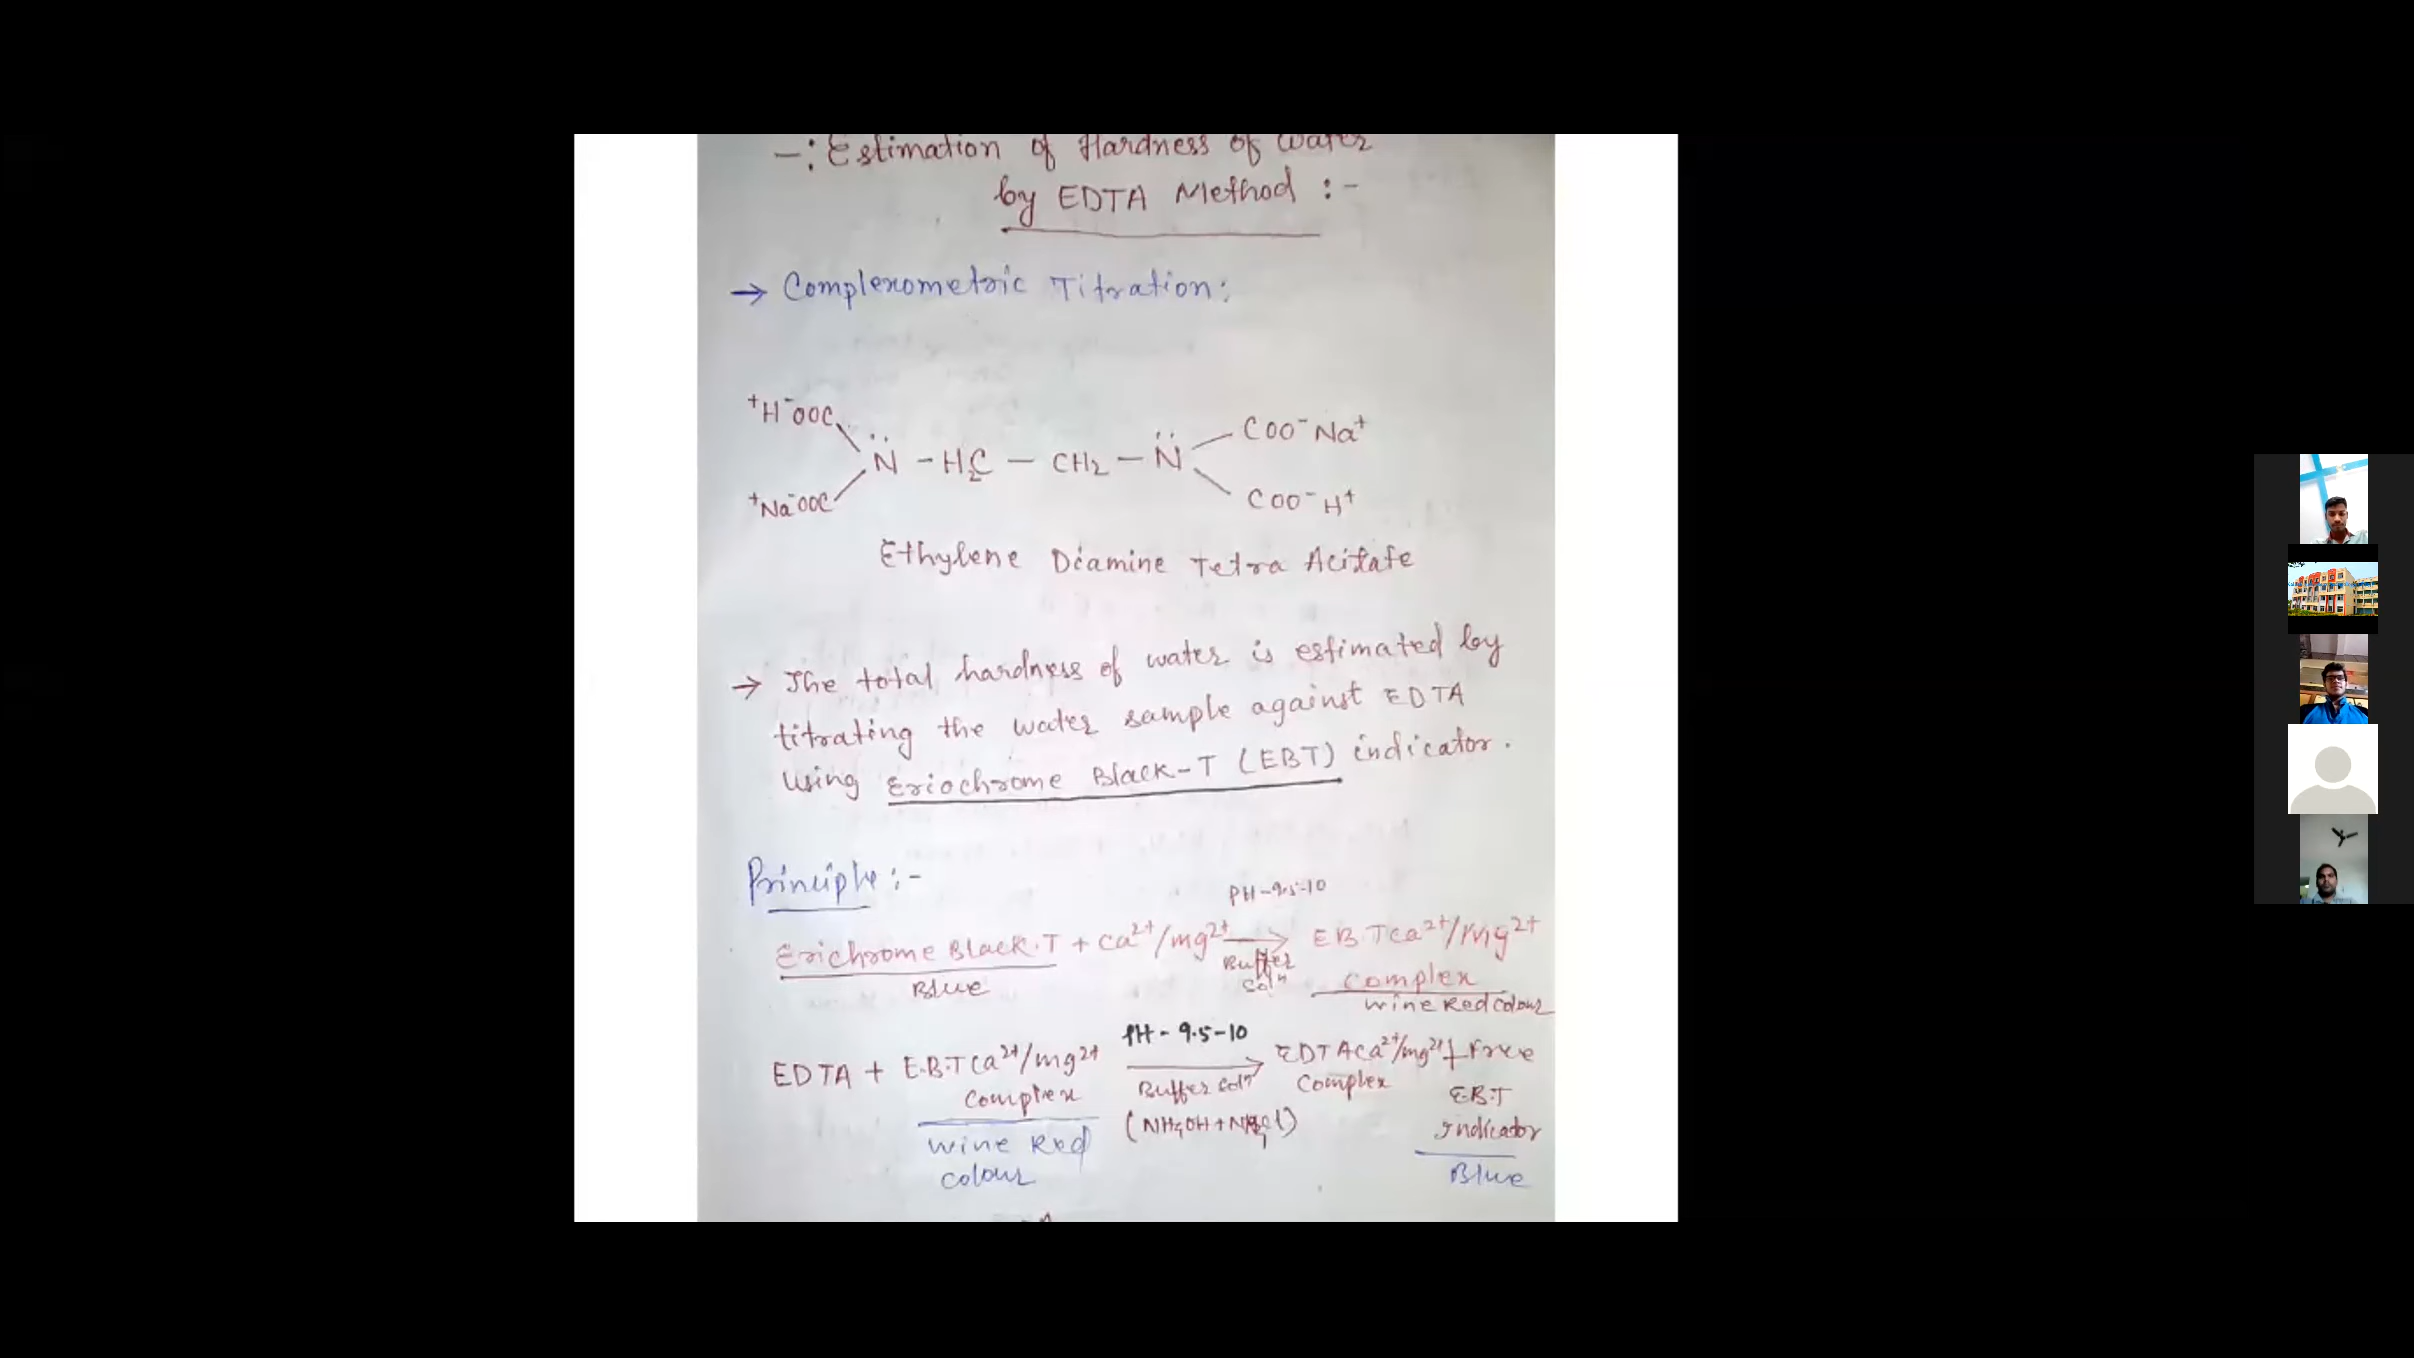 -: Estimation of Hardness of water
by EDTA Method :-
→ Complexometric Titration:
⁺H⁻OOC
COO⁻Na⁺
N̈ - H₂C - CH₂ - N̈
⁺Na⁻OOC
COO⁻H⁺
Ethylene Diamine Tetra Acitate
→ The total hardness of water is estimated by
titrating the water sample against EDTA
using Eriochrome Black-T (EBT) indicator.
Principle :-
PH-9.5-10
Erichrome Black.T + Ca²⁺/mg²⁺ → E.B.T Ca²⁺/Mg²⁺
Buffer
Blue
Solⁿ
Complex
wine Red colour
PH - 9.5-10
EDTA + E.B.T Ca²⁺/mg²⁺ → EDTA Ca²⁺/mg²⁺ + Free
Complex
Buffer Solⁿ
Complex
E.B.T
(NH₄OH +
Indicator
wine Red
colour
Blue